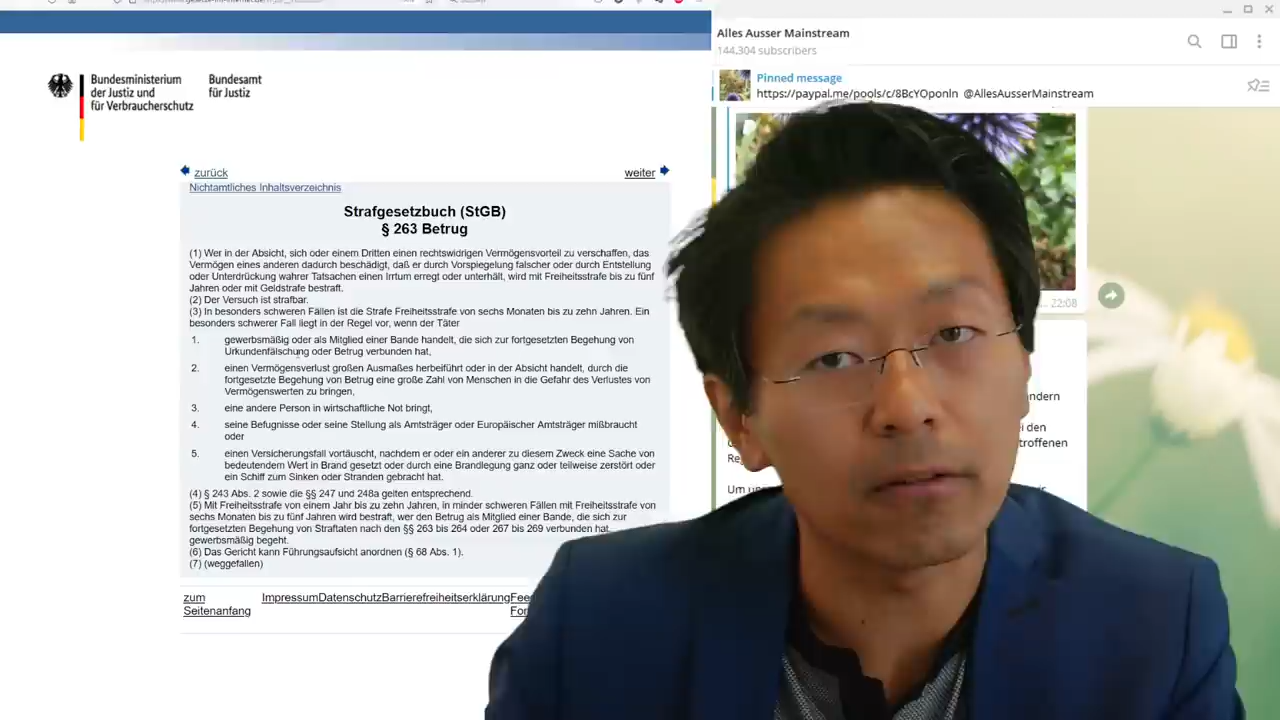 Bundesministerium
der Justiz und
für Verbraucherschutz
Bundesamt
für Justiz
zurück
weiter
Nichtamtliches Inhaltsverzeichnis
Strafgesetzbuch (StGB)
§ 263 Betrug
(1) Wer in der Absicht, sich oder einem Dritten einen rechtswidrigen Vermögensvorteil zu verschaffen, das
Vermögen eines anderen dadurch beschädigt, daß er durch Vorspiegelung falscher oder durch Entstellung
oder Unterdrückung wahrer Tatsachen einen Irrtum erregt oder unterhält, wird mit Freiheitsstrafe bis zu fünf
Jahren oder mit Geldstrafe bestraft.
(2) Der Versuch ist strafbar.
(3) In besonders schweren Fällen ist die Strafe Freiheitsstrafe von sechs Monaten bis zu zehn Jahren. Ein
besonders schwerer Fall liegt in der Regel vor, wenn der Täter
1. gewerbsmäßig oder als Mitglied einer Bande handelt, die sich zur fortgesetzten Begehung von
Urkundenfälschung oder Betrug verbunden hat,
2. einen Vermögensverlust großen Ausmaßes herbeiführt oder in der Absicht handelt, durch die
fortgesetzte Begehung von Betrug eine große Zahl von Menschen in die Gefahr des Verlustes von
Vermögenswerten zu bringen,
3. eine andere Person in wirtschaftliche Not bringt,
4. seine Befugnisse oder seine Stellung als Amtsträger oder Europäischer Amtsträger mißbraucht
oder
5. einen Versicherungsfall vortäuscht, nachdem er oder ein anderer zu diesem Zweck eine Sache von
bedeutendem Wert in Brand gesetzt oder durch eine Brandlegung ganz oder teilweise zerstört oder
ein Schiff zum Sinken oder Stranden gebracht hat.
(4) § 243 Abs. 2 sowie die §§ 247 und 248a gelten entsprechend.
(5) Mit Freiheitsstrafe von einem Jahr bis zu zehn Jahren, in minder schweren Fällen mit Freiheitsstrafe von
sechs Monaten bis zu fünf Jahren wird bestraft, wer den Betrug als Mitglied einer Bande, die sich zur
fortgesetzten Begehung von Straftaten nach den §§ 263 bis 264 oder 267 bis 269 verbunden hat,
gewerbsmäßig begeht.
(6) Das Gericht kann Führungsaufsicht anordnen (§ 68 Abs. 1).
(7) (weggefallen)
zum
Seitenanfang
Impressum Datenschutz Barrierefreiheitserklärung Fee
For
Alles Ausser Mainstream
144,304 subscribers
Pinned message
https://paypal.me/pools/c/8BcYOponln @AllesAusserMainstream
22:08
ndern
i den
troffenen
Re
Um un